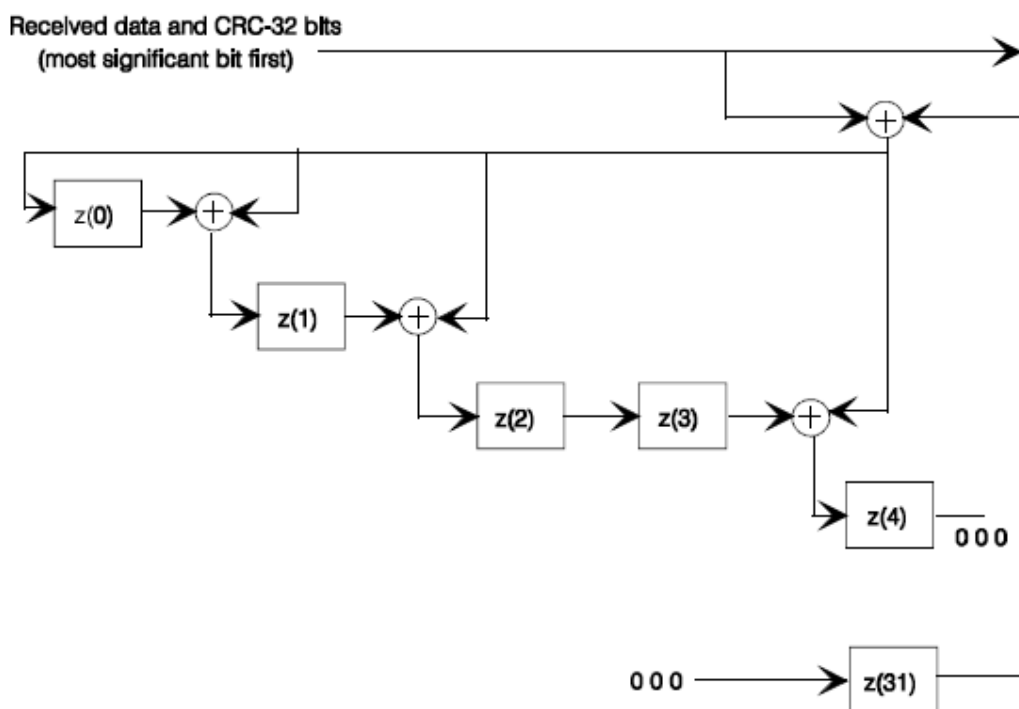 Received data and CRC-32 bits
(most significant bit first)
+
z(0)
+
z(1)
+
z(2)
z(3)
+
z(4)
0 0 0
0 0 0
z(31)